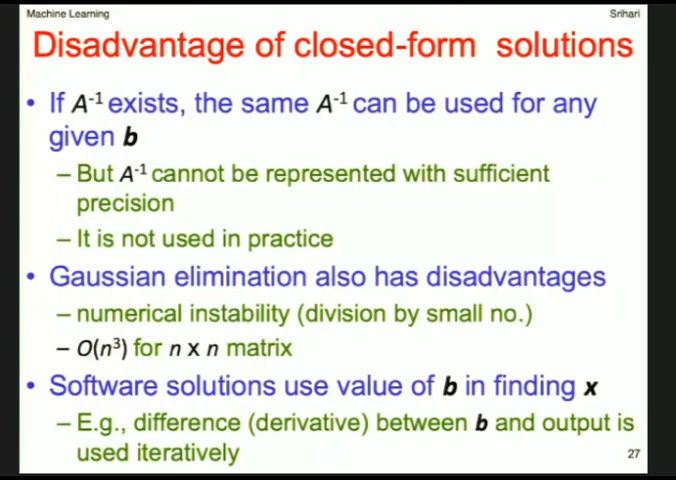 Machine Learning
Srihari
Disadvantage of closed-form solutions
• If A⁻¹ exists, the same A⁻¹ can be used for any
given b
– But A⁻¹ cannot be represented with sufficient
precision
– It is not used in practice
• Gaussian elimination also has disadvantages
– numerical instability (division by small no.)
– O(n³) for n x n matrix
• Software solutions use value of b in finding x
– E.g., difference (derivative) between b and output is
used iteratively
27